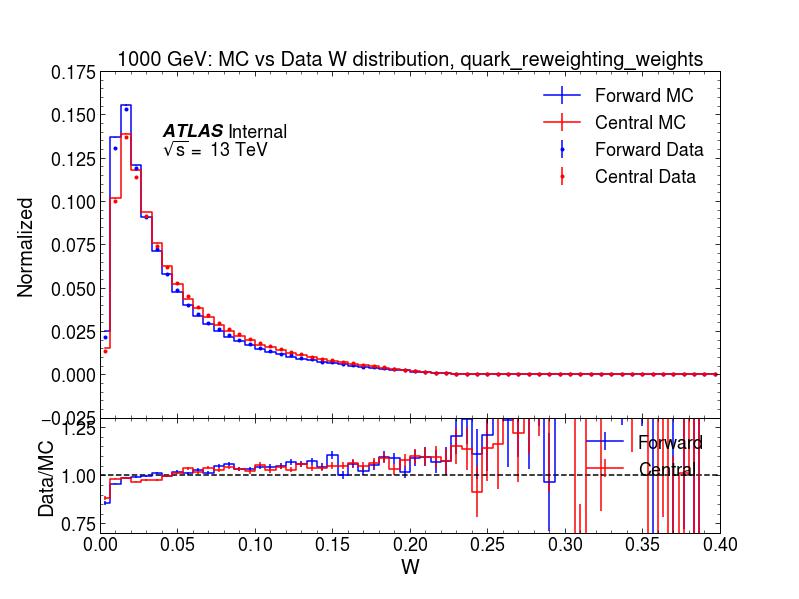 1000 GeV: MC vs Data W distribution, quark_reweighting_weights
0.175
0.150
0.125
0.100
0.075
0.050
0.025
0.000
−0.025
Normalized
ATLAS Internal
√s = 13 TeV
Forward MC
Central MC
Forward Data
Central Data
1.25
1.00
0.75
Data/MC
Forward
Central
0.00 0.05 0.10 0.15 0.20 0.25 0.30 0.35 0.40
W